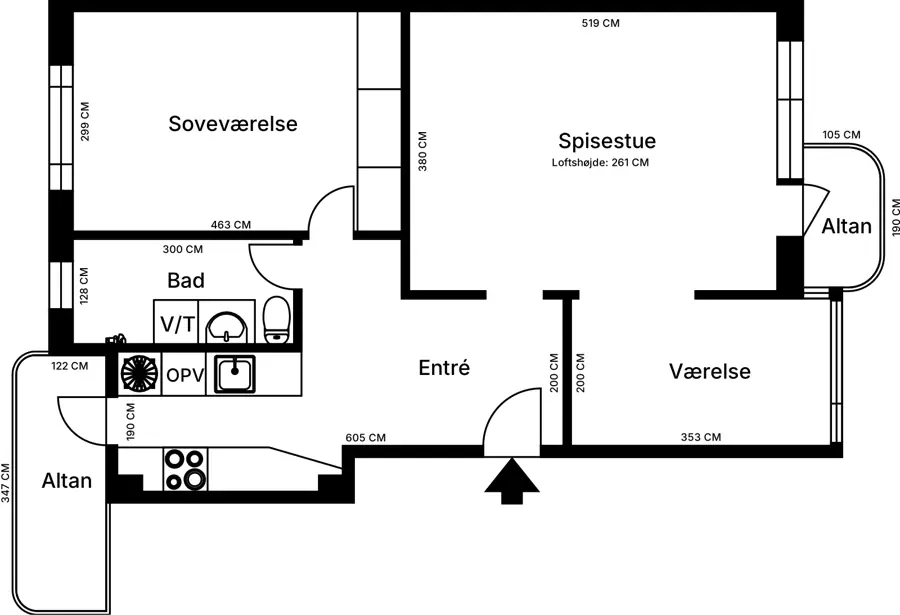 519 CM
Soveværelse
299 CM
380 CM
Spisestue
Loftshøjde: 261 CM
105 CM
190 CM
Altan
463 CM
300 CM
Bad
128 CM
V/T
122 CM
OPV
190 CM
Entré
200 CM
200 CM
Værelse
605 CM
353 CM
347 CM
Altan